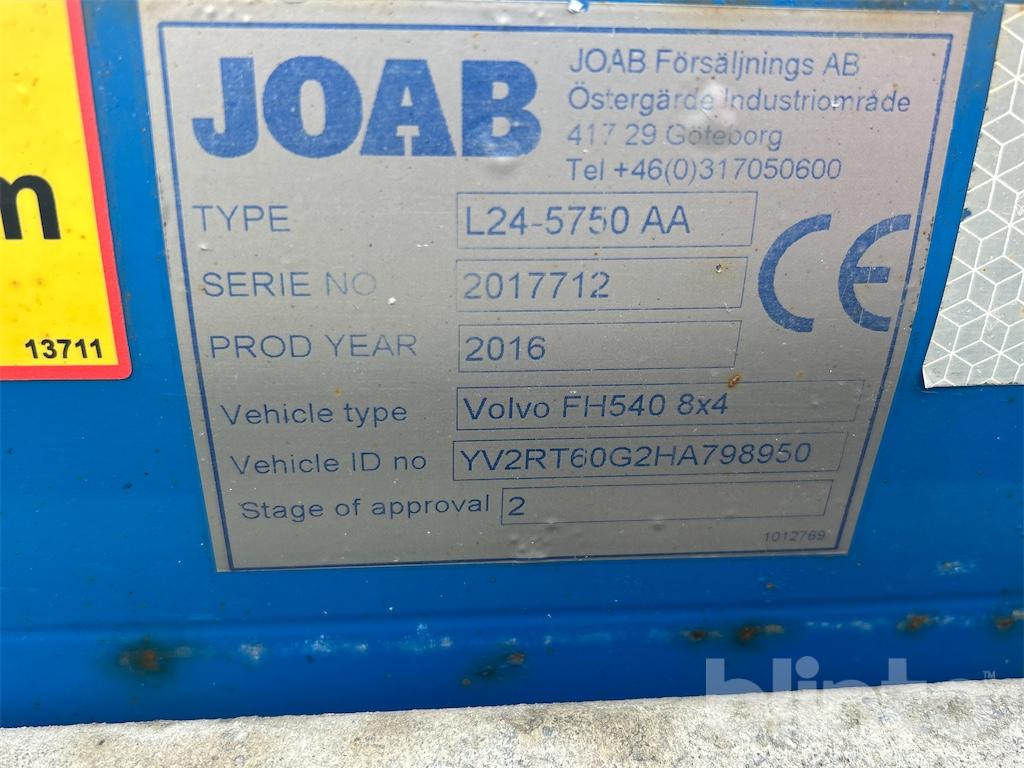 JOAB
JOAB Försäljnings AB
Östergärde Industriområde
417 29 Göteborg
Tel +46(0)317050600
TYPE L24-5750 AA
SERIE NO 2017712
PROD YEAR 2016
CE
Vehicle type Volvo FH540 8x4
Vehicle ID no YV2RT60G2HA798950
Stage of approval 2
1012769
m
13711